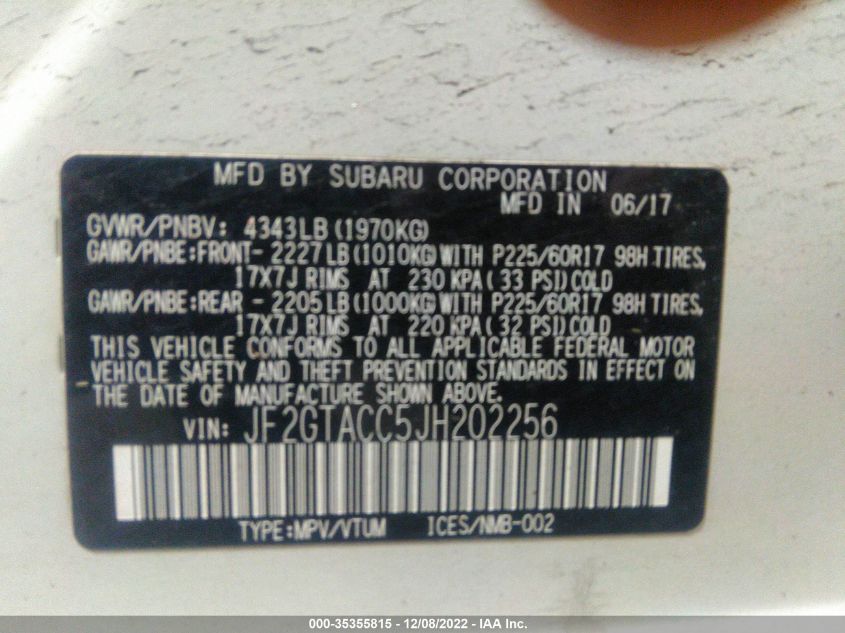 MFD BY SUBARU CORPORATION
MFD IN 06/17
GVWR/PNBV: 4343LB(1970KG)
GAWR/PNBE:FRONT-2227LB(1010KG)WITH P225/60R17 98H TIRES,
17X7J RIMS AT 230 KPA(33 PSI)COLD
GAWR/PNBE:REAR -2205LB(1000KG)WITH P225/60R17 98H TIRES,
17X7J RIMS AT 220 KPA(32 PSI)COLD
THIS VEHICLE CONFORMS TO ALL APPLICABLE FEDERAL MOTOR
VEHICLE SAFETY AND THEFT PREVENTION STANDARDS IN EFFECT ON
THE DATE OF MANUFACTURE SHOWN ABOVE.
VIN: JF2GTACC5JH202256
TYPE:MPV/VTUM ICES/NMB-002
000-35355815 - 12/08/2022 - IAA Inc.